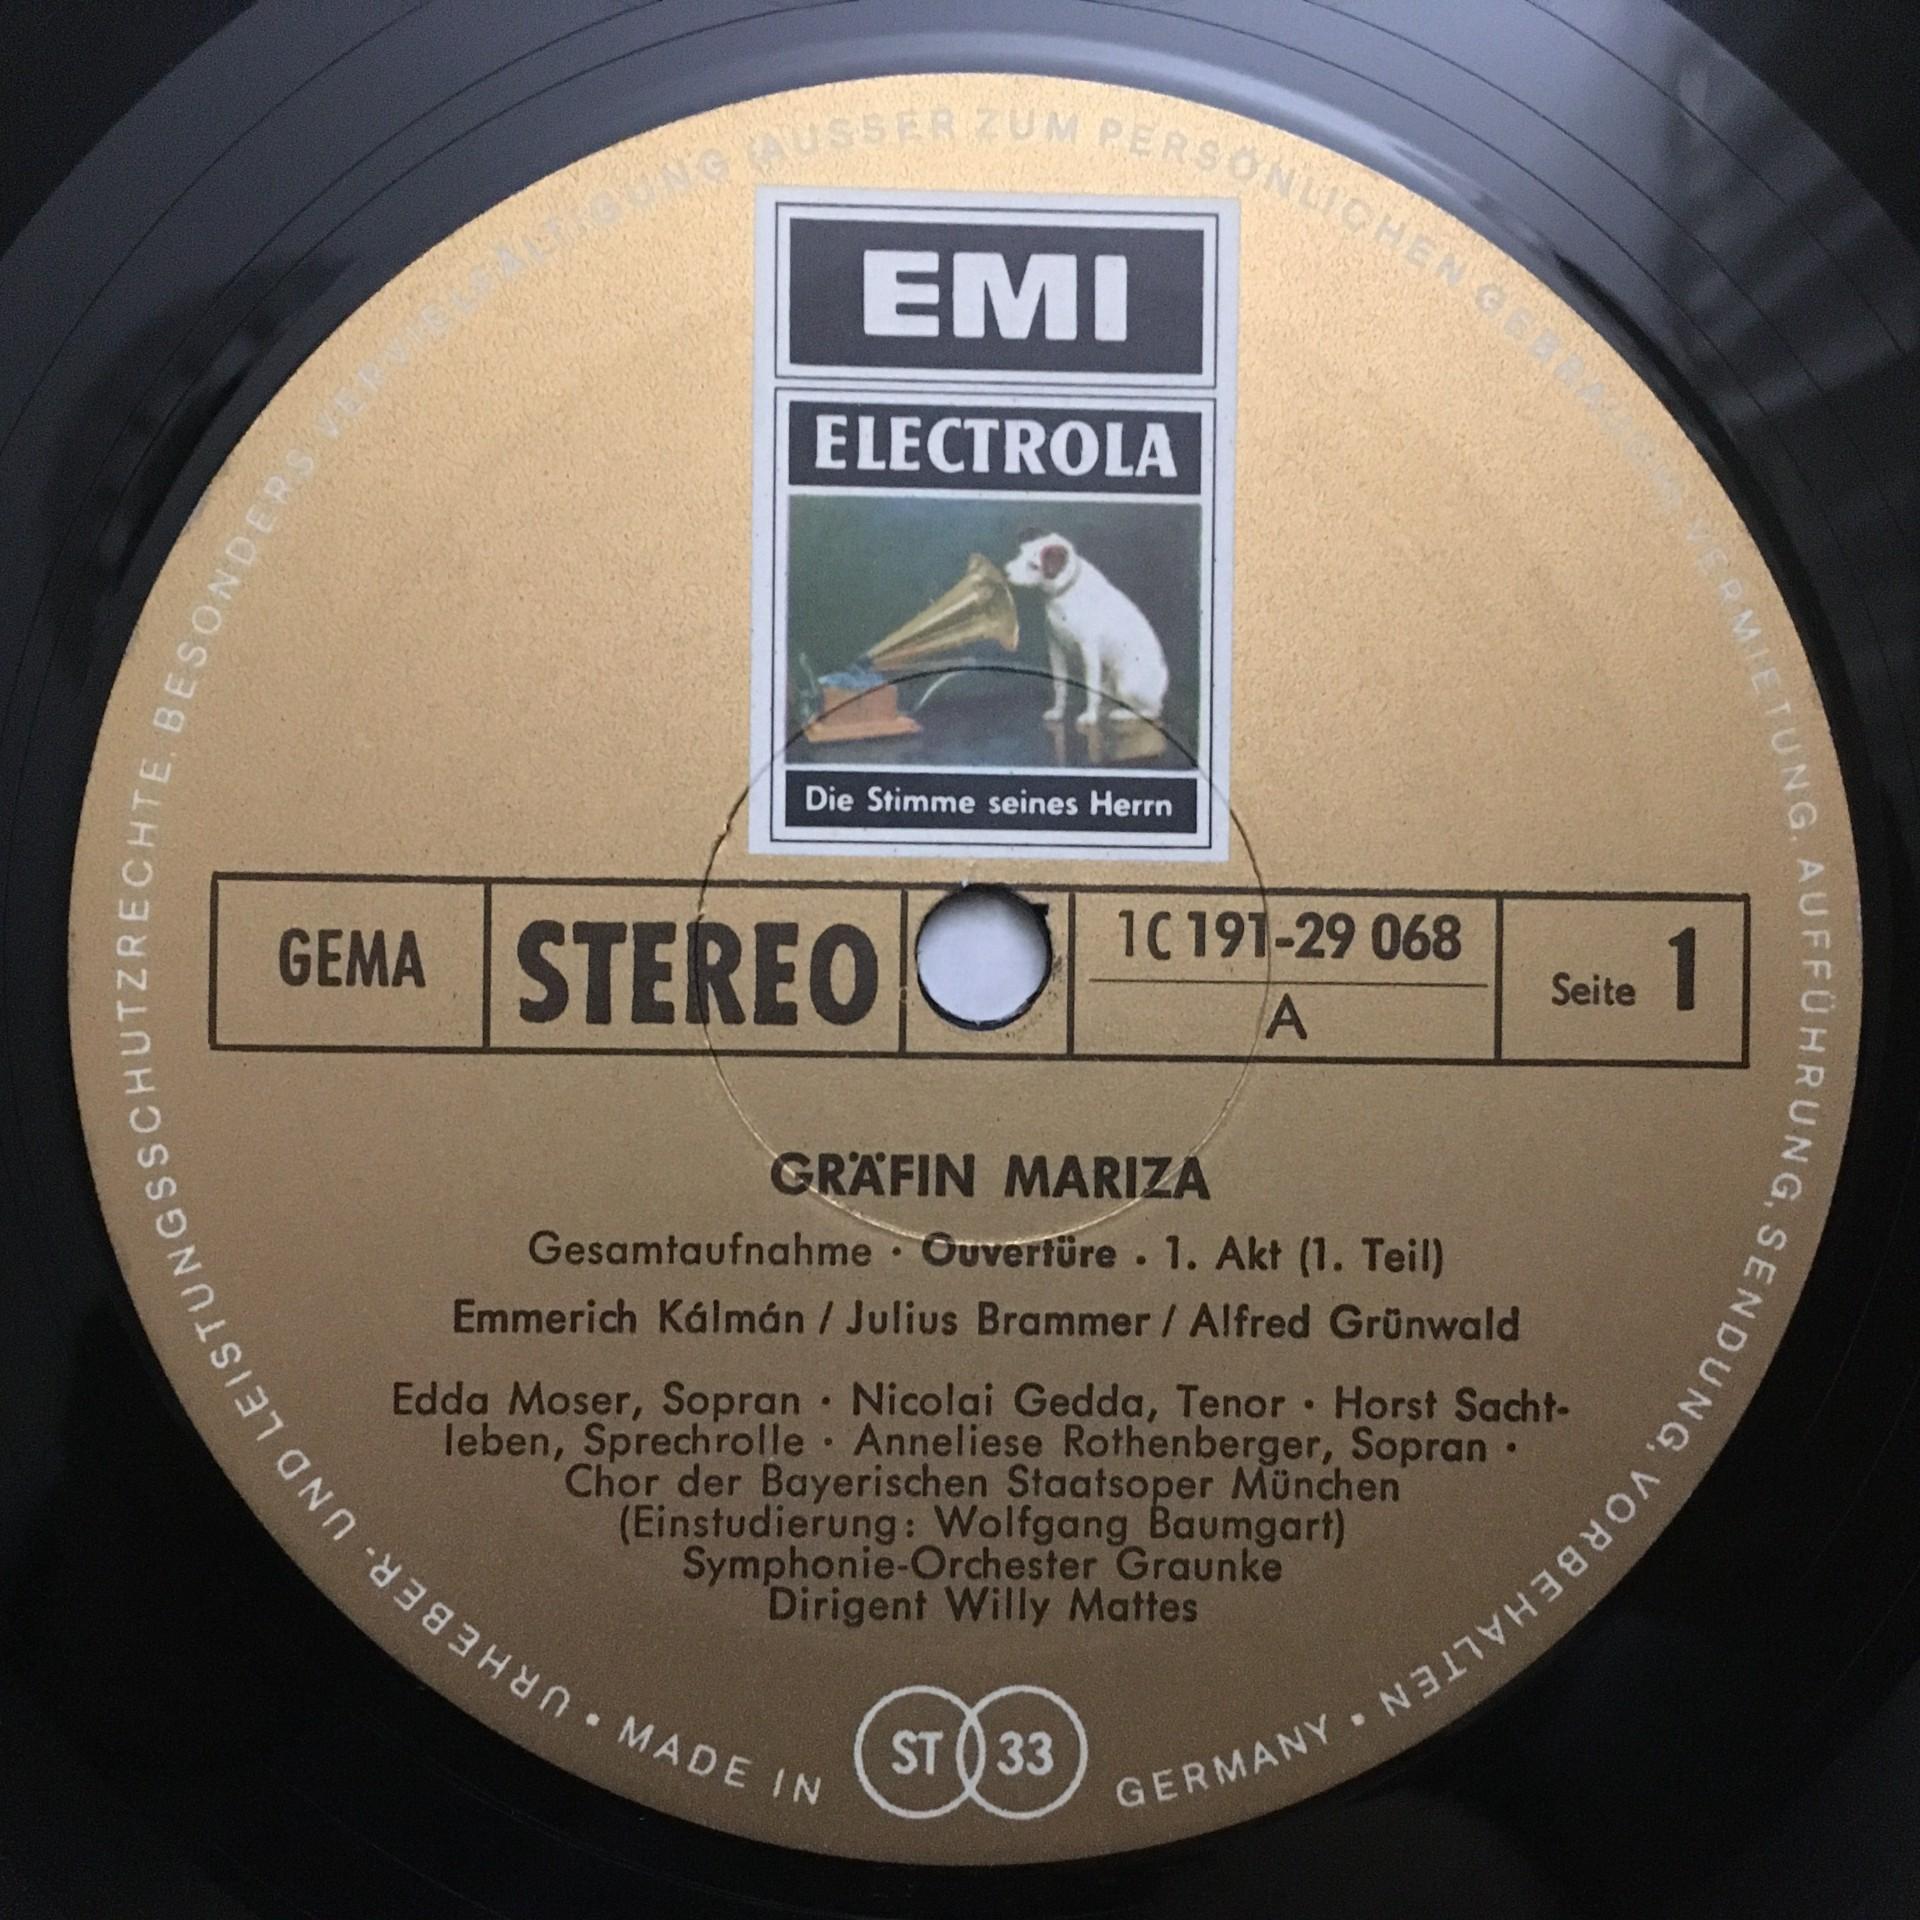 EMI
ELECTROLA
Die Stimme seines Herrn
GEMA
STEREO
1C 191-29 068
A
Seite 1
GRÄFIN MARIZA
Gesamtaufnahme · Ouvertüre · 1. Akt (1. Teil)
Emmerich Kálmán / Julius Brammer / Alfred Grünwald
Edda Moser, Sopran · Nicolai Gedda, Tenor · Horst Sacht-
leben, Sprechrolle · Anneliese Rothenberger, Sopran ·
Chor der Bayerischen Staatsoper München
(Einstudierung: Wolfgang Baumgart)
Symphonie-Orchester Graunke
Dirigent Willy Mattes
ST 33
MADE IN GERMANY ·
URHEBER- UND LEISTUNGSSCHUTZRECHTE, BESONDERS VERVIELFÄLTIGUNG (AUSSER ZUM PERSÖNLICHEN GEBRAUCH), VERMIETUNG, AUFFÜHRUNG, SENDUNG, VORBEHALTEN ·